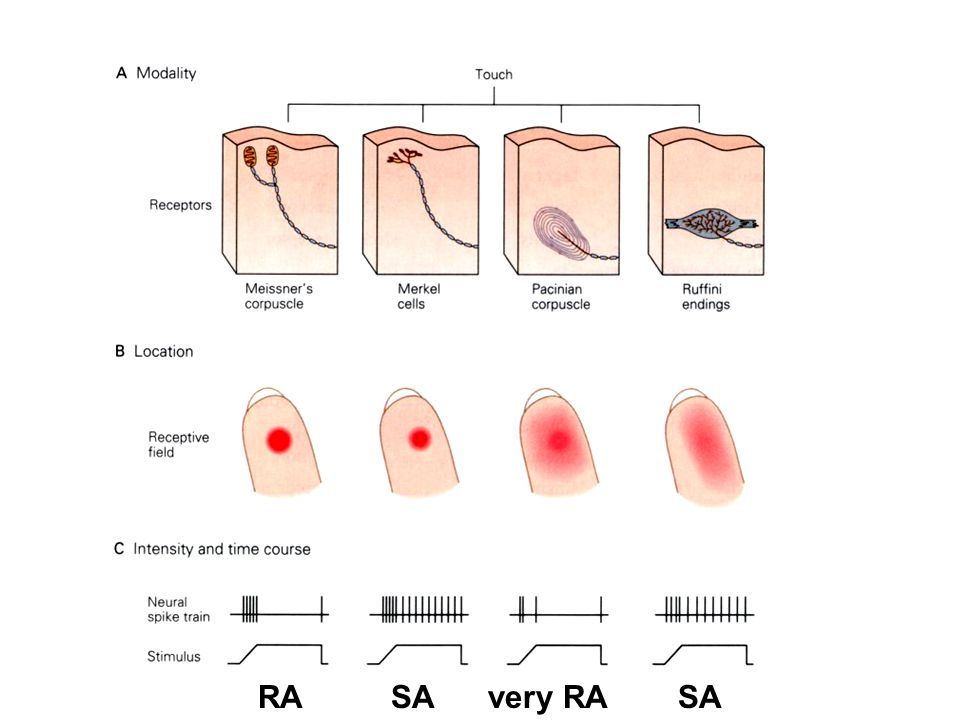 A Modality
Touch
Receptors
Meissner's
corpuscle
Merkel
cells
Pacinian
corpuscle
Ruffini
endings
B Location
Receptive
field
C Intensity and time course
Neural
spike train
Stimulus
RA SA very RA SA